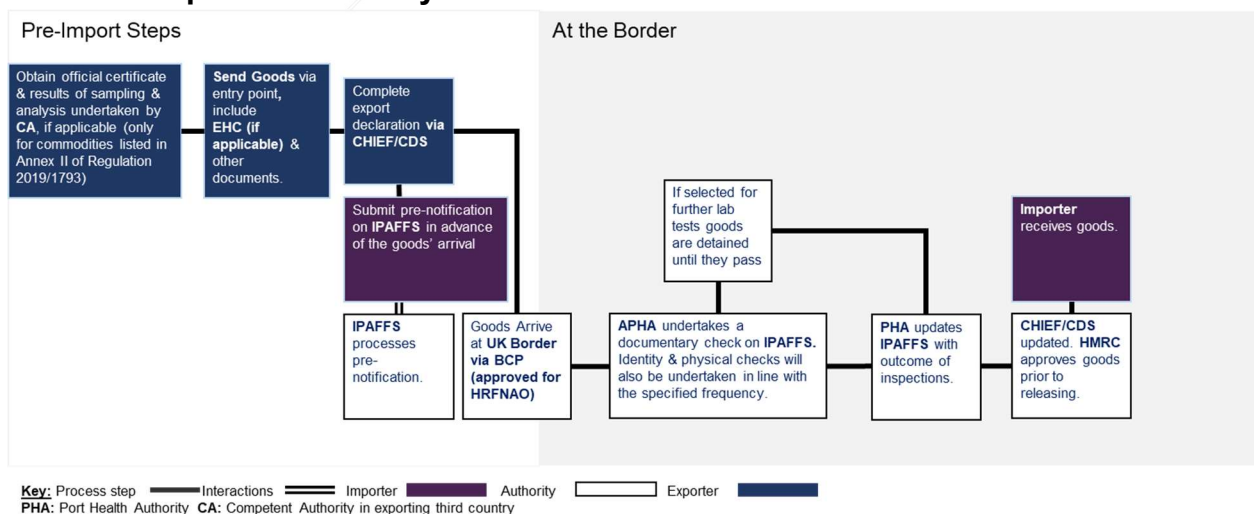 Pre-Import Steps
At the Border
Obtain official certificate
& results of sampling &
analysis undertaken by
CA, if applicable (only
for commodities listed in
Annex II of Regulation
2019/1793)
Send Goods via
entry point,
include
EHC (if
applicable) &
other
documents.
Complete
export
declaration via
CHIEF/CDS
Submit pre-notification
on IPAFFS in advance
of the goods' arrival
IPAFFS
processes
pre-
notification.
Goods Arrive
at UK Border
via BCP
(approved for
HRFNAO)
If selected for
further lab
tests goods
are detained
until they pass
APHA undertakes a
documentary check on IPAFFS.
Identity & physical checks will
also be undertaken in line with
the specified frequency.
PHA updates
IPAFFS with
outcome of
inspections.
Importer
receives goods.
CHIEF/CDS
updated. HMRC
approves goods
prior to
releasing.
Key: Process step Interactions Importer Authority Exporter
PHA: Port Health Authority CA: Competent Authority in exporting third country